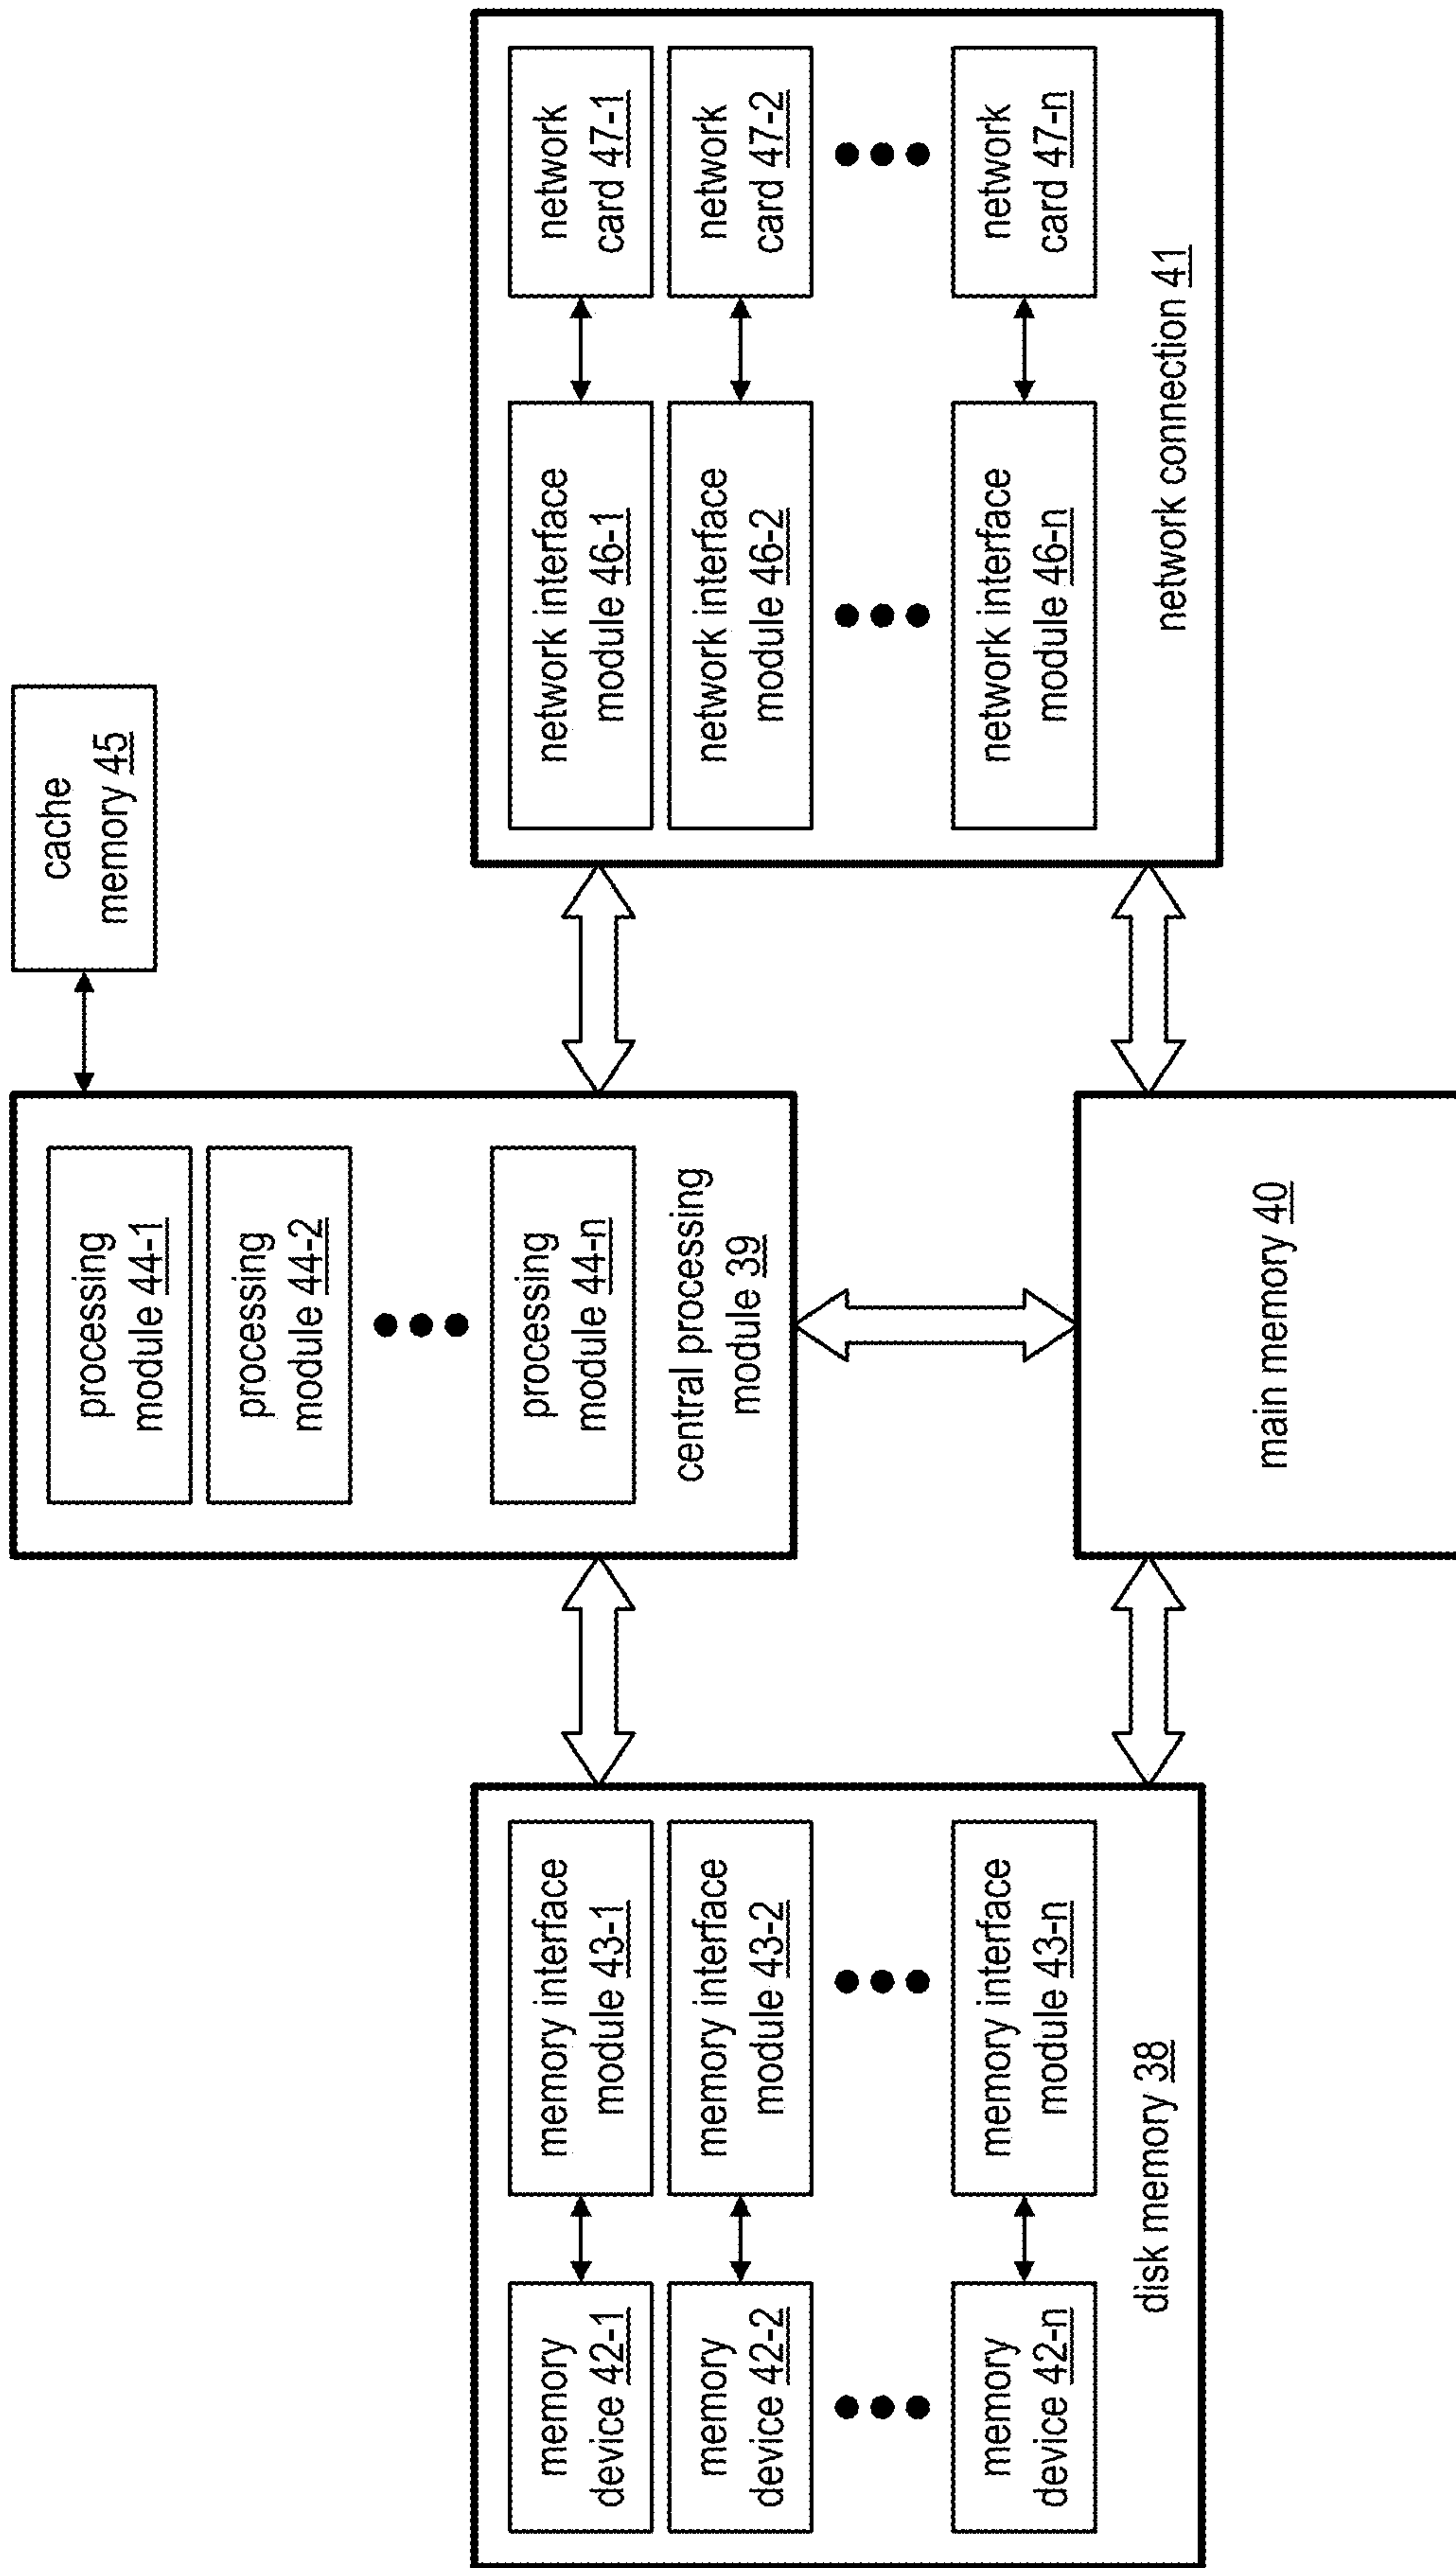 cache
memory 45
processing
module 44-1
processing
module 44-2
processing
module 44-n
central processing
module 39
memory
device 42-1
memory interface
module 43-1
memory
device 42-2
memory interface
module 43-2
memory
device 42-n
memory interface
module 43-n
disk memory 38
network interface
module 46-1
network
card 47-1
network interface
module 46-2
network
card 47-2
network interface
module 46-n
network
card 47-n
network connection 41
main memory 40